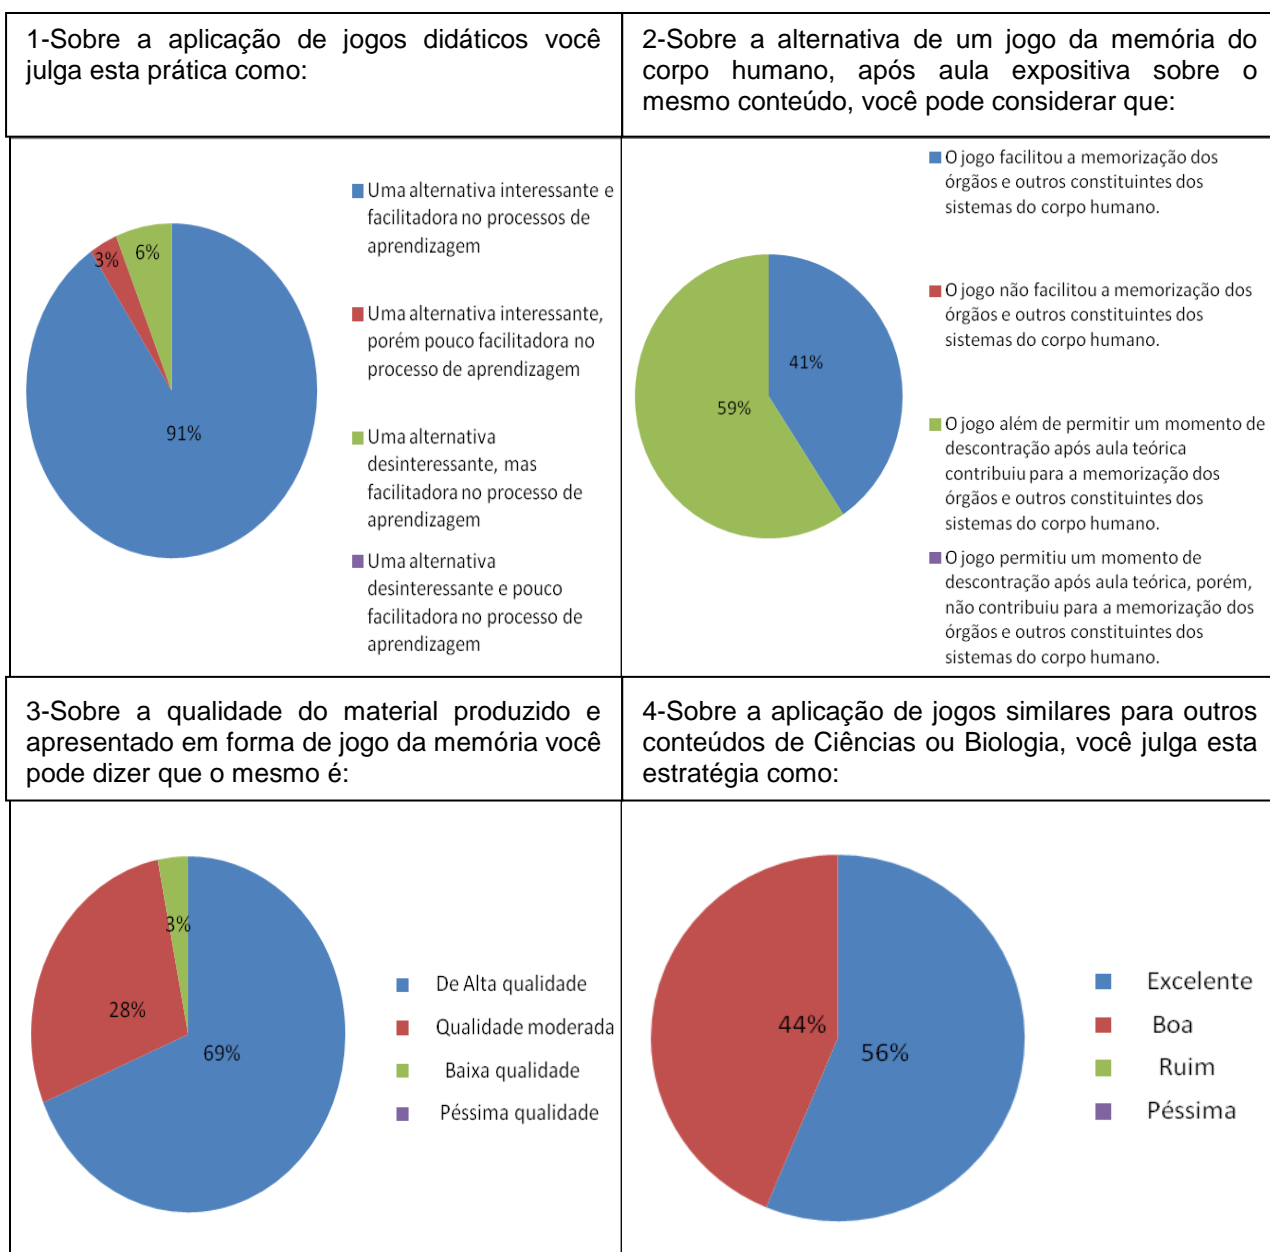 1-Sobre a aplicação de jogos didáticos você
julga esta prática como:
2-Sobre a alternativa de um jogo da memória do
corpo humano, após aula expositiva sobre o
mesmo conteúdo, você pode considerar que:
91%
3%
6%
Uma alternativa interessante e
facilitadora no processos de
aprendizagem
Uma alternativa interessante,
porém pouco facilitadora no
processo de aprendizagem
Uma alternativa
desinteressante, mas
facilitadora no processo de
aprendizagem
Uma alternativa
desinteressante e pouco
facilitadora no processo de
aprendizagem
41%
59%
O jogo facilitou a memorização dos
órgãos e outros constituintes dos
sistemas do corpo humano.
O jogo não facilitou a memorização dos
órgãos e outros constituintes dos
sistemas do corpo humano.
O jogo além de permitir um momento de
descontração após aula teórica
contribuiu para a memorização dos
órgãos e outros constituintes dos
sistemas do corpo humano.
O jogo permitiu um momento de
descontração após aula teórica, porém,
não contribuiu para a memorização dos
órgãos e outros constituintes dos
sistemas do corpo humano.
3-Sobre a qualidade do material produzido e
apresentado em forma de jogo da memória você
pode dizer que o mesmo é:
4-Sobre a aplicação de jogos similares para outros
conteúdos de Ciências ou Biologia, você julga esta
estratégia como:
3%
28%
69%
De Alta qualidade
Qualidade moderada
Baixa qualidade
Péssima qualidade
44%
56%
Excelente
Boa
Ruim
Péssima